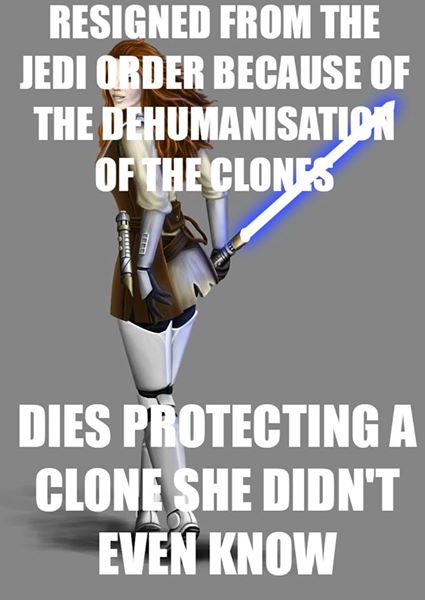 RESIGNED FROM THE
JEDI ORDER BECAUSE OF
THE DEHUMANISATION
OF THE CLONES
DIES PROTECTING A
CLONE SHE DIDN'T
EVEN KNOW